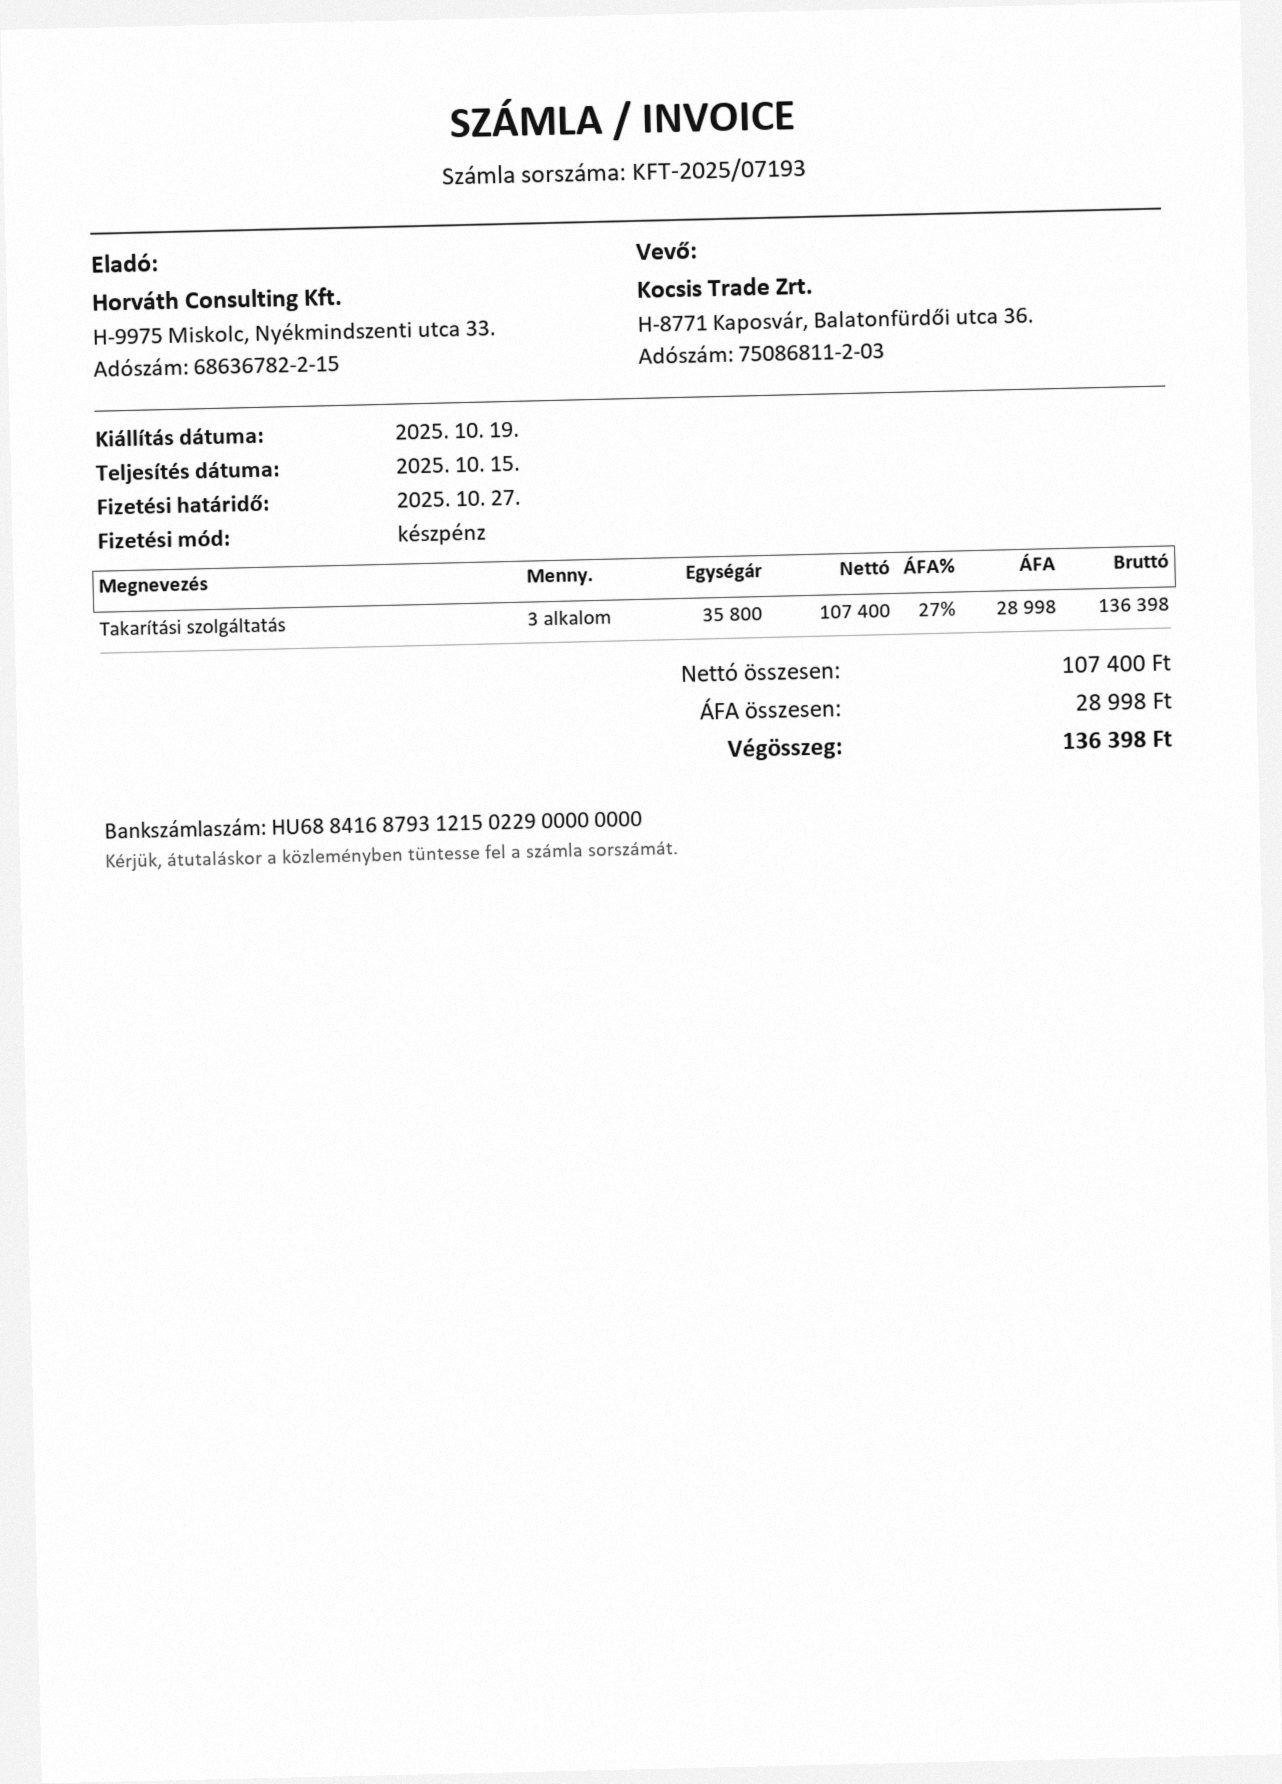 SZÁMLA / INVOICE
Számla sorszáma: KFT-2025/07193
Eladó:
Horváth Consulting Kft.
H-9975 Miskolc, Nyékmindszenti utca 33.
Adószám: 68636782-2-15
Vevő:
Kocsis Trade Zrt.
H-8771 Kaposvár, Balatonfürdői utca 36.
Adószám: 75086811-2-03
Kiállítás dátuma: 2025. 10. 19.
Teljesítés dátuma: 2025. 10. 15.
Fizetési határidő: 2025. 10. 27.
Fizetési mód: készpénz
Megnevezés Menny. Egységár Nettó ÁFA% ÁFA Bruttó
Takarítási szolgáltatás 3 alkalom 35 800 107 400 27% 28 998 136 398
Nettó összesen: 107 400 Ft
ÁFA összesen: 28 998 Ft
Végösszeg: 136 398 Ft
Bankszámlaszám: HU68 8416 8793 1215 0229 0000 0000
Kérjük, átutaláskor a közleményben tüntesse fel a számla sorszámát.